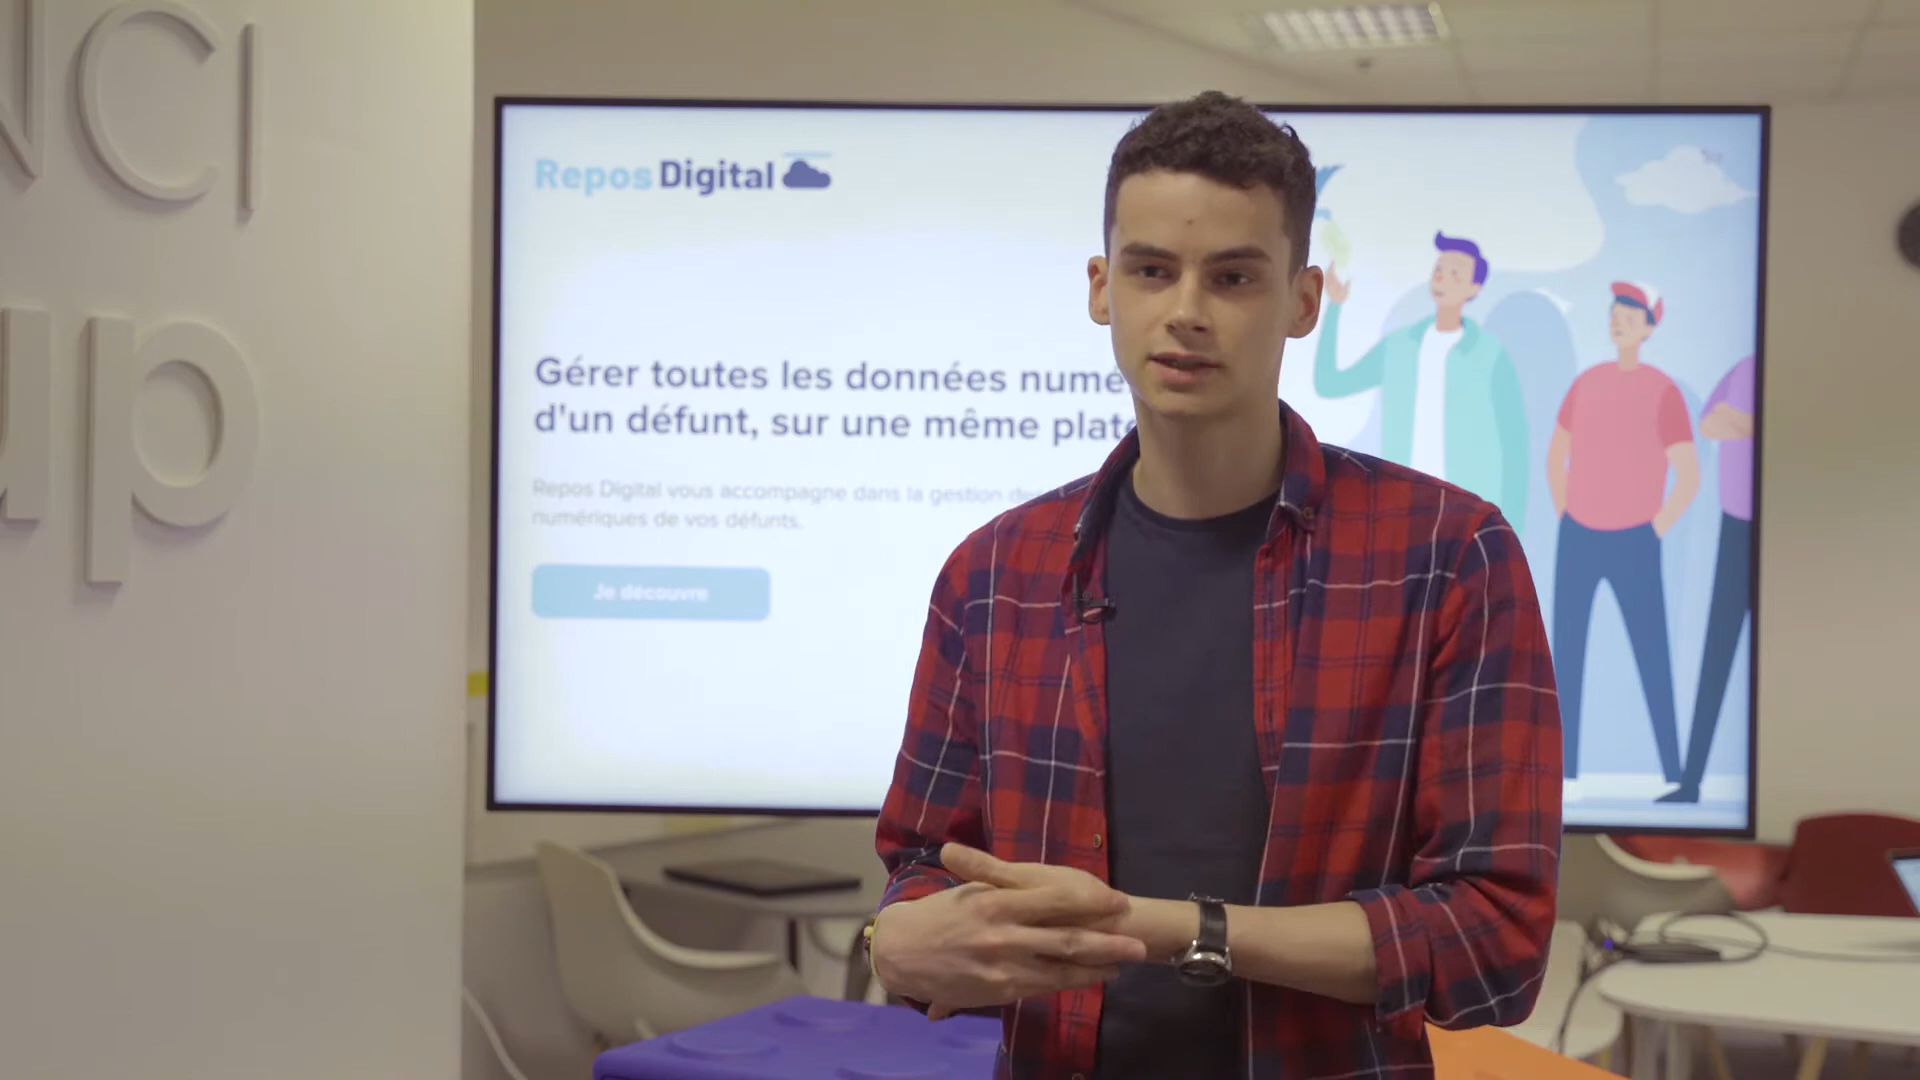 NCI
up
Repos Digital
Gérer toutes les données numé
d'un défunt, sur une même plate
Repos Digital vous accompagne dans la gestion des
numériques de vos défunts.
Je découvre